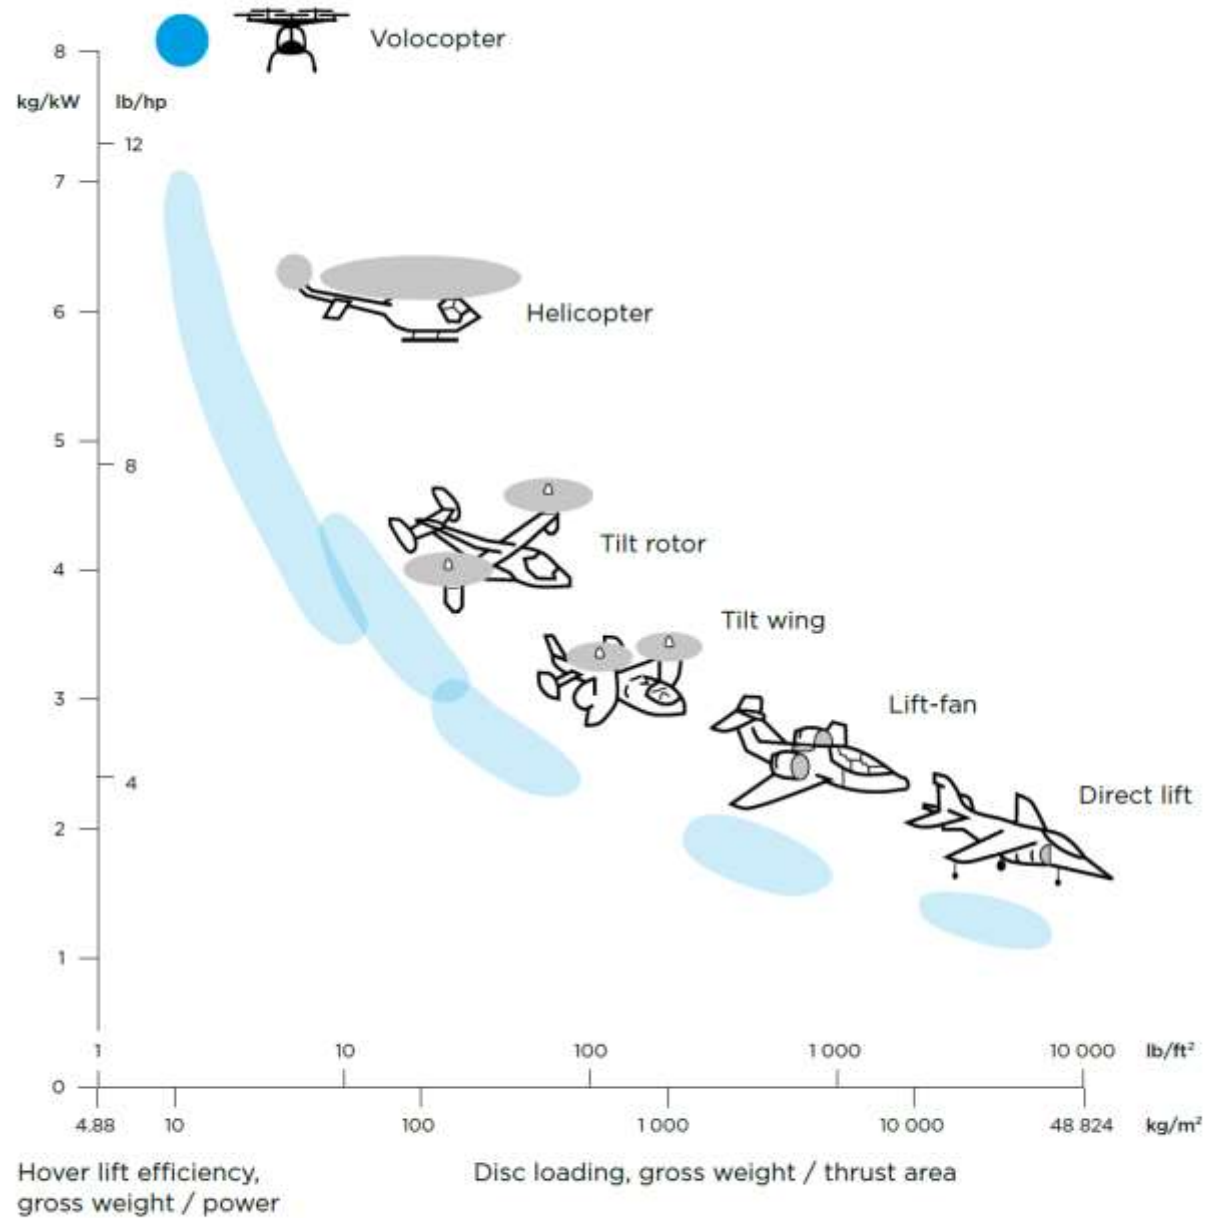 Volocopter
8
kg/kW lb/hp
12
7
Helicopter
6
5
8
Tilt rotor
4
Tilt wing
3
Lift-fan
4
Direct lift
2
1
1 10 100 1 000 10 000 lb/ft²
0
4.88 10 100 1 000 10 000 48 824 kg/m²
Hover lift efficiency,
gross weight / power
Disc loading, gross weight / thrust area